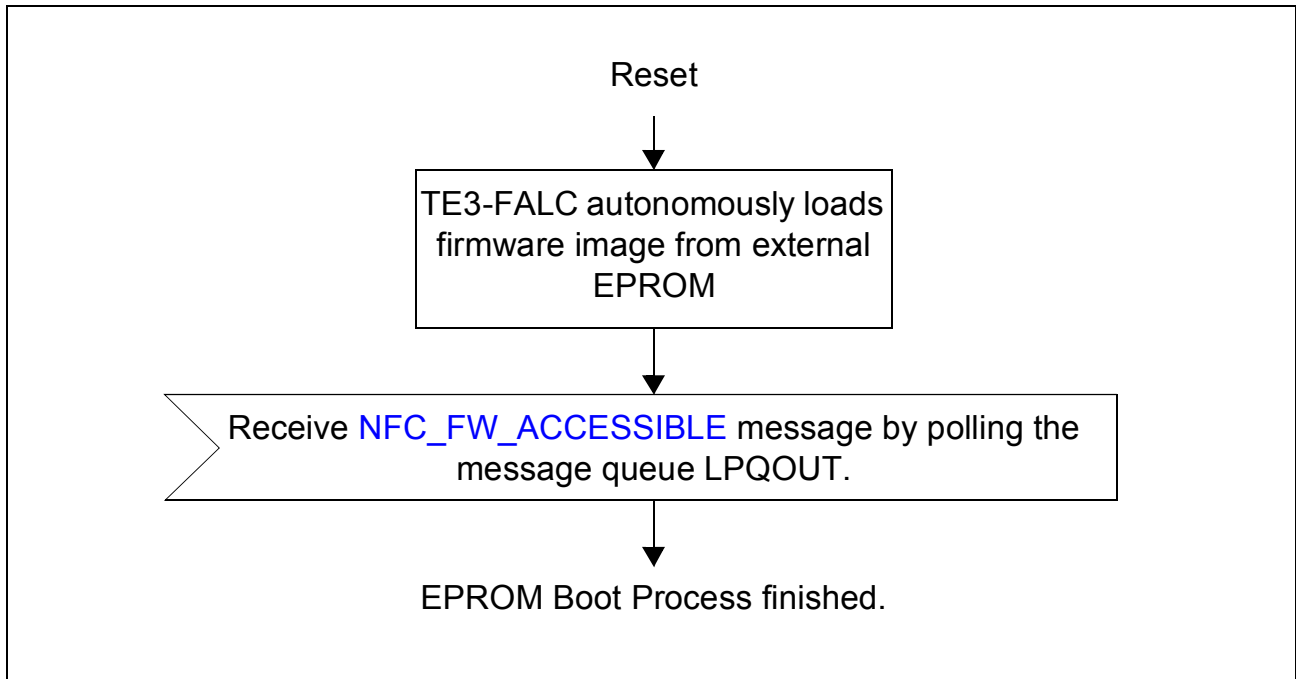 Reset
TE3-FALC autonomously loads
firmware image from external
EPROM
Receive NFC_FW_ACCESSIBLE message by polling the
message queue LPQOUT.
EPROM Boot Process finished.